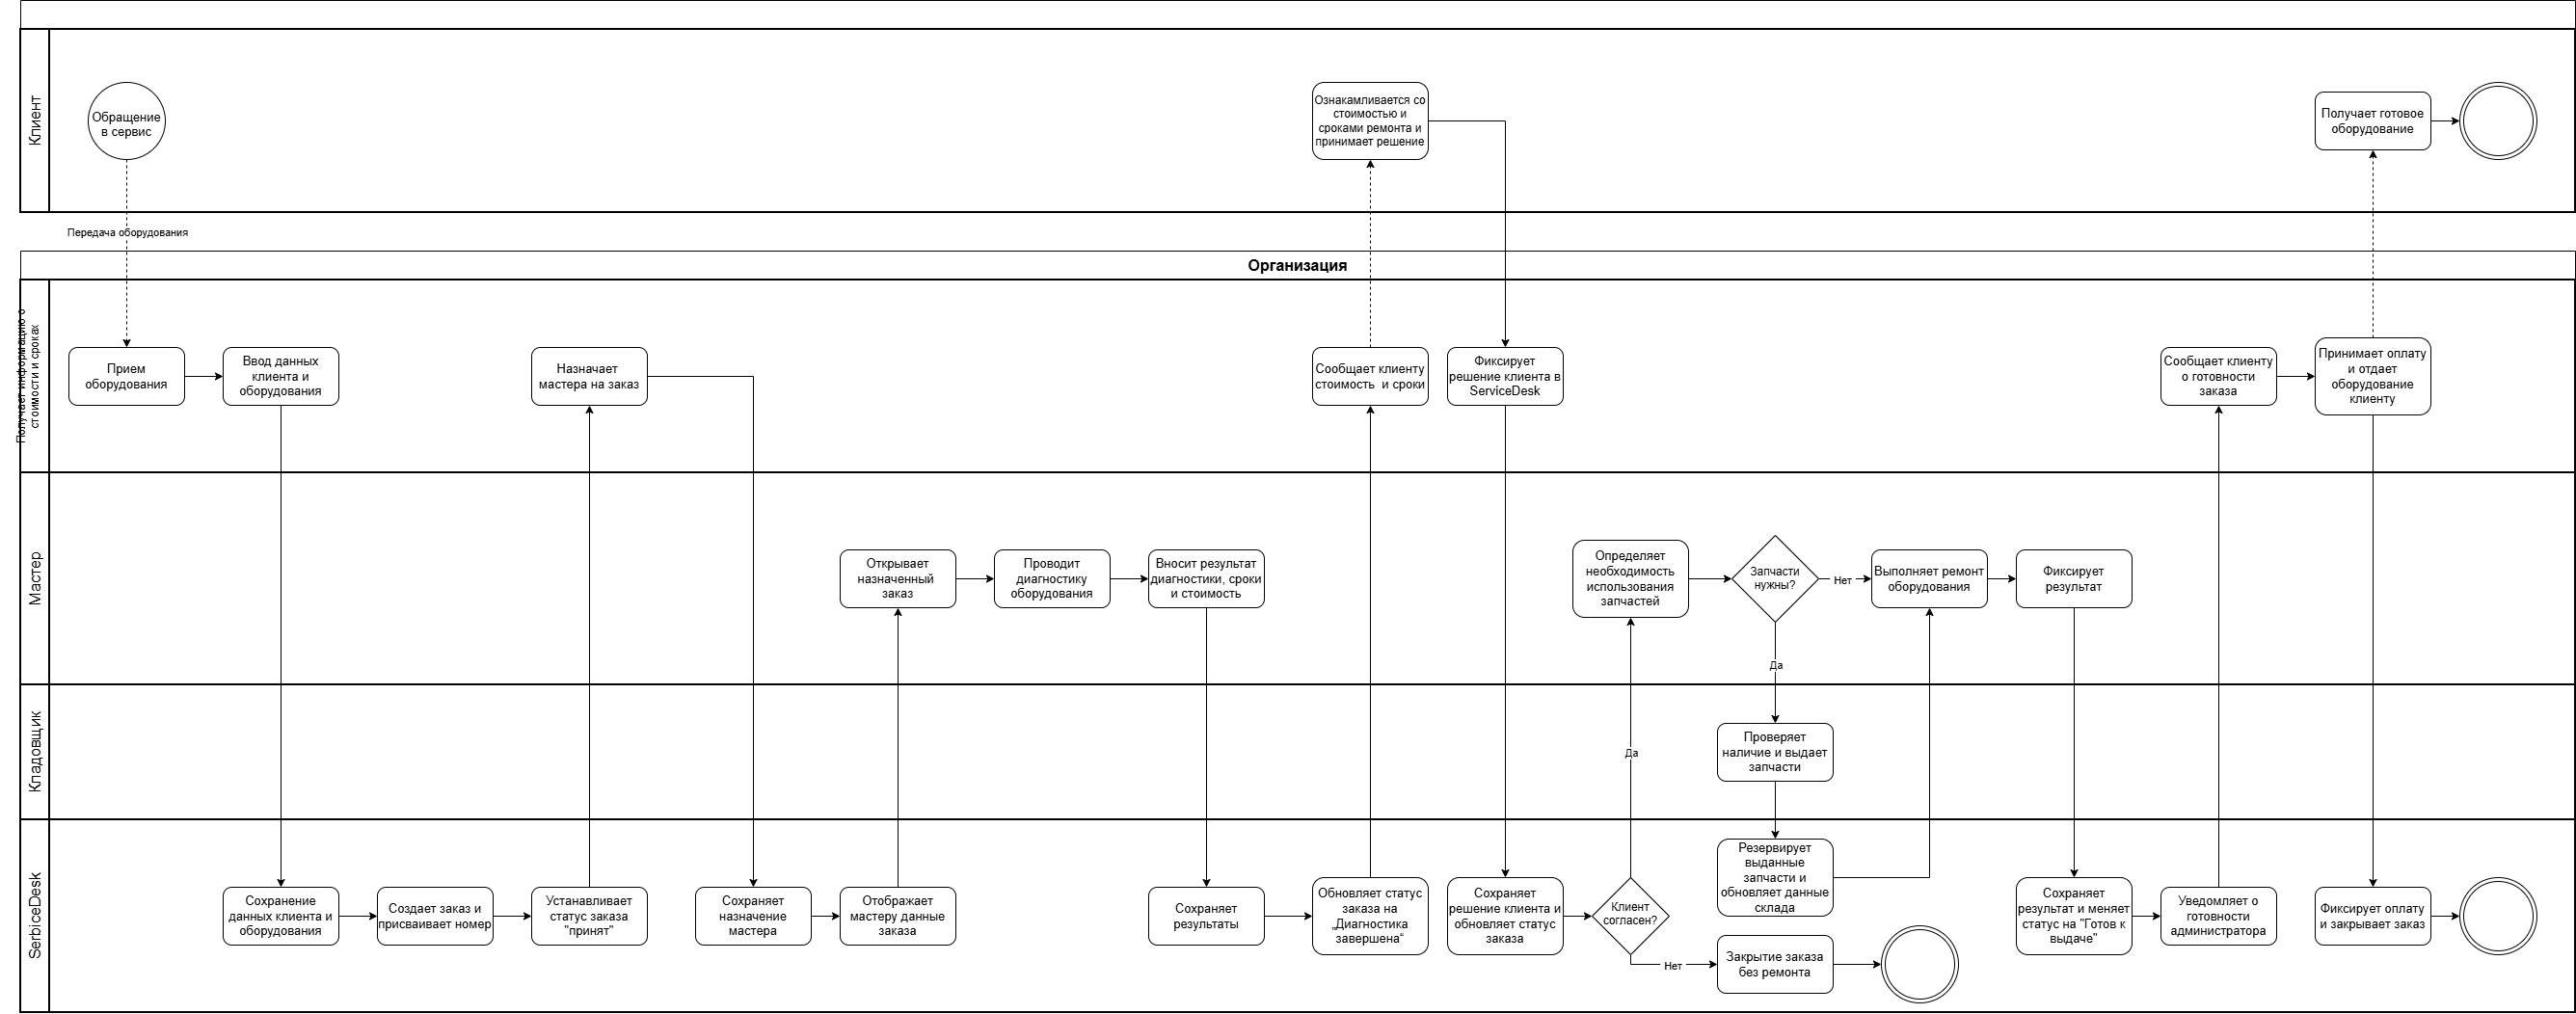 Клиент
Обращение
в сервис
Ознакамливается со
стоимостью и
сроками ремонта и
принимает решение
Получает готовое
оборудование
Передача оборудования
Организация
Получает информацию о
стоимости и сроках
Прием
оборудования
Ввод данных
клиента и
оборудования
Назначает
мастера на заказ
Сообщает клиенту
стоимость и сроки
Фиксирует
решение клиента в
ServiceDesk
Сообщает клиенту
о готовности
заказа
Принимает оплату
и отдает
оборудование
клиенту
Мастер
Открывает
назначенный
заказ
Проводит
диагностику
оборудования
Вносит результат
диагностики, сроки
и стоимость
Определяет
необходимость
использования
запчастей
Запчасти
нужны?
Нет
Выполняет ремонт
оборудования
Фиксирует
результат
Да
Кладовщик
Проверяет
наличие и выдает
запчасти
Да
SerbiceDesk
Сохранение
данных клиента и
оборудования
Создает заказ и
присваивает номер
Устанавливает
статус заказа
"принят"
Сохраняет
назначение
мастера
Отображает
мастеру данные
заказа
Сохраняет
результаты
Обновляет статус
заказа на
„Диагностика
завершена“
Сохраняет
решение клиента и
обновляет статус
заказа
Клиент
согласен?
Резервирует
выданные
запчасти и
обновляет данные
склада
Нет
Закрытие заказа
без ремонта
Сохраняет
результат и меняет
статус на "Готов к
выдаче"
Уведомляет о
готовности
администратора
Фиксирует оплату
и закрывает заказ